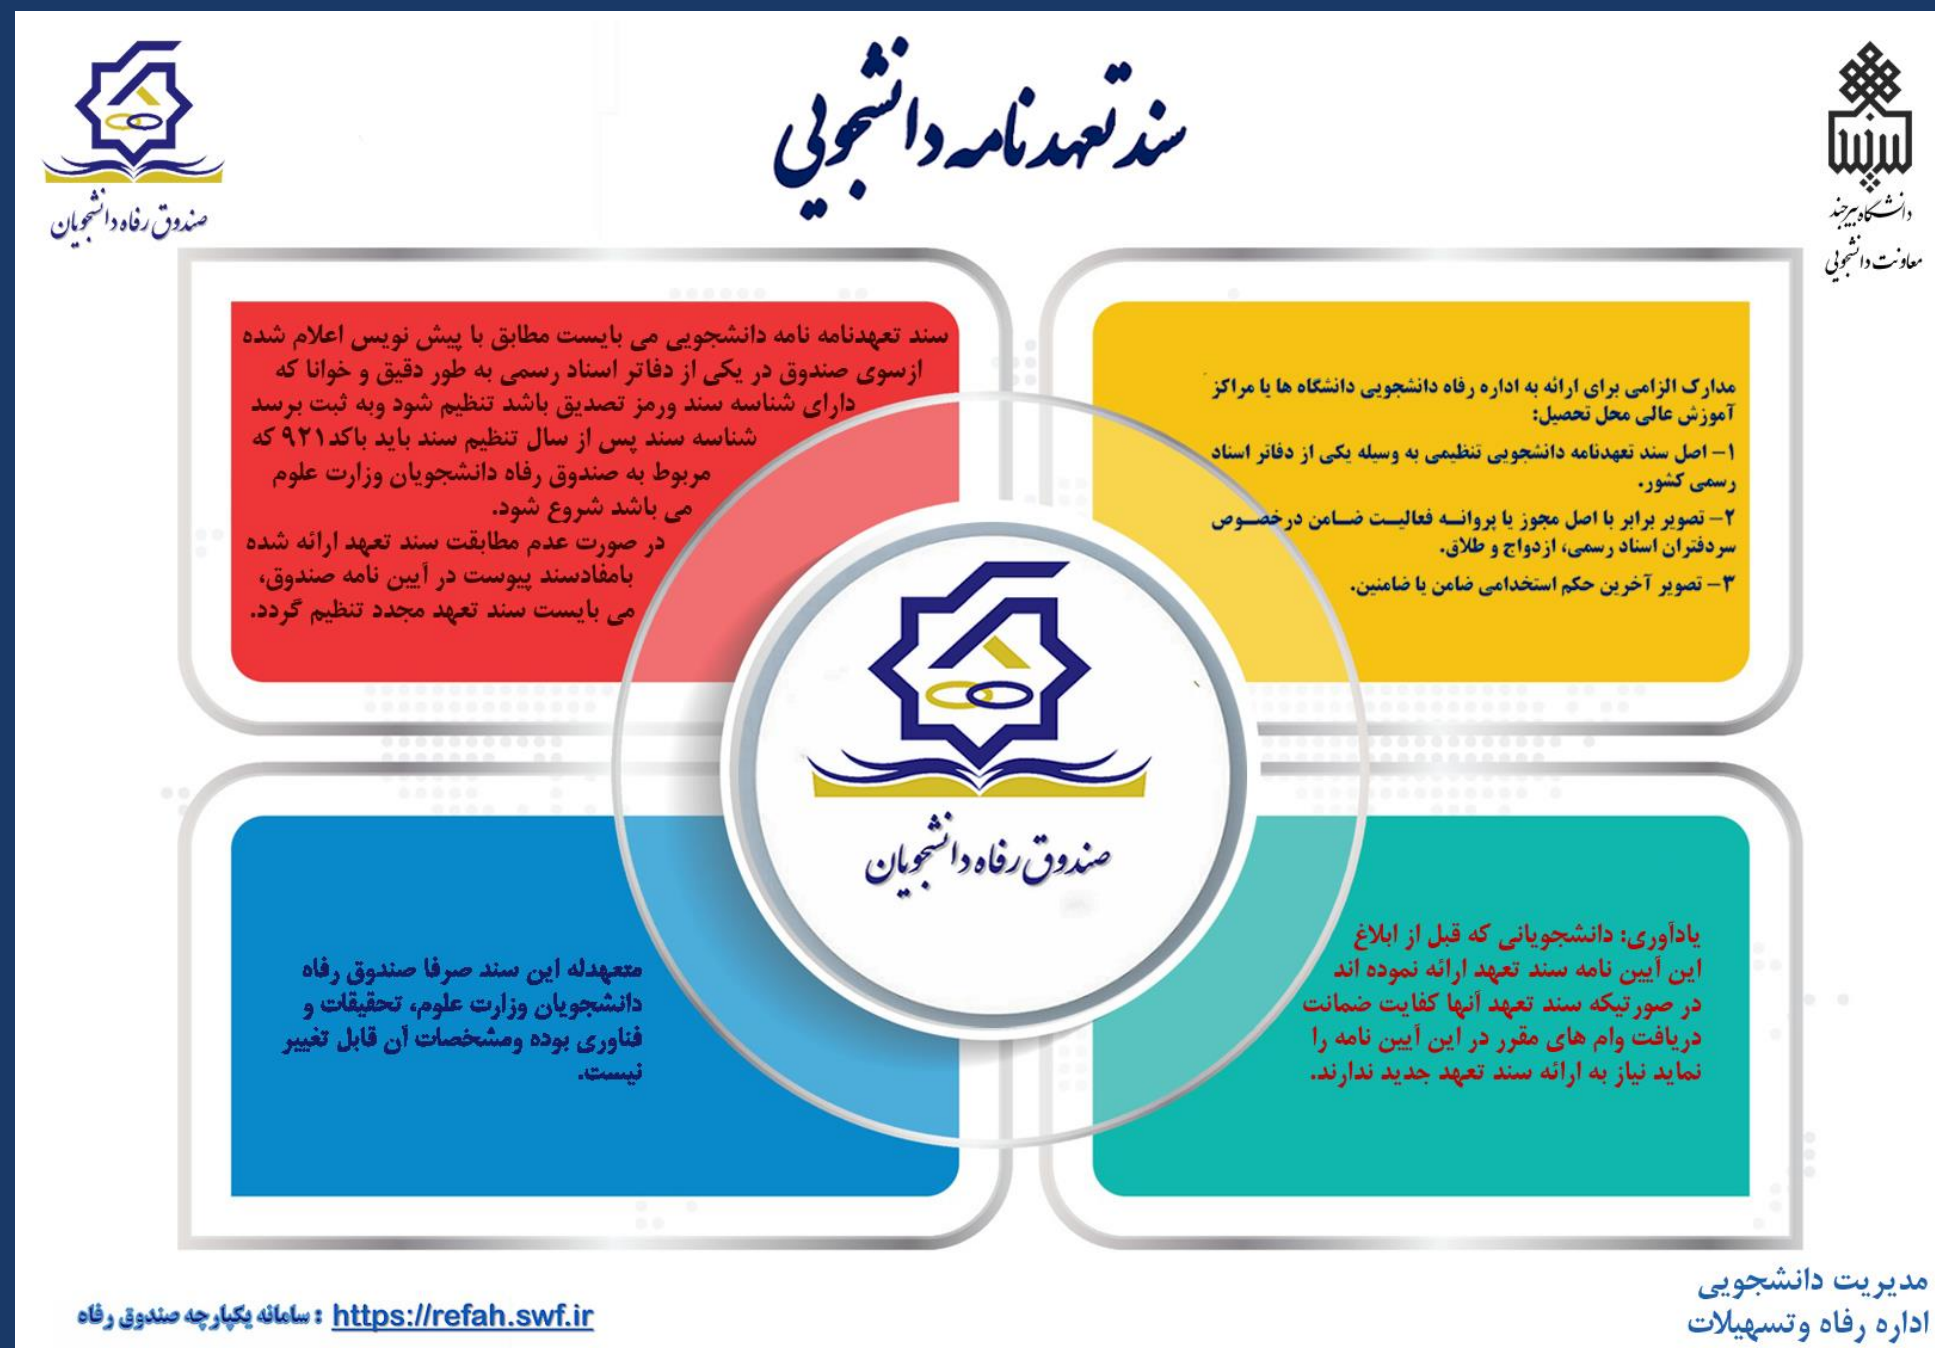 سند تعهدنامه دانشجویی
دانشگاه بیرجند
معاونت دانشجویی
صندوق رفاه دانشجویان
مدارک الزامی برای ارائه به اداره رفاه دانشجویی دانشگاه ها یا مراکز
آموزش عالی محل تحصیل:
۱- اصل سند تعهدنامه دانشجویی تنظیمی به وسیله یکی از دفاتر اسناد
رسمی کشور.
۲- تصویر برابر با اصل مجوز یا پروانه فعالیت ضامن درخصوص
سردفتران اسناد رسمی، ازدواج و طلاق.
۳- تصویر آخرین حکم استخدامی ضامن یا ضامنین.
سند تعهدنامه نامه دانشجویی می بایست مطابق با پیش نویس اعلام شده
ازسوی صندوق در یکی از دفاتر اسناد رسمی به طور دقیق و خوانا که
دارای شناسه سند ورمز تصدیق باشد تنظیم شود وبه ثبت برسد
شناسه سند پس از سال تنظیم سند باید باکد۹۲۱ که
مربوط به صندوق رفاه دانشجویان وزارت علوم
می باشد شروع شود.
در صورت عدم مطابقت سند تعهد ارائه شده
بامفادسند پیوست در آیین نامه صندوق،
می بایست سند تعهد مجدد تنظیم گردد.
صندوق رفاه دانشجویان
یادآوری: دانشجویانی که قبل از ابلاغ
این آیین نامه سند تعهد ارائه نموده اند
در صورتیکه سند تعهد آنها کفایت ضمانت
دریافت وام های مقرر در این آیین نامه را
نماید نیاز به ارائه سند تعهد جدید ندارند.
متعهدله این سند صرفا صندوق رفاه
دانشجویان وزارت علوم، تحقیقات و
فناوری بوده ومشخصات آن قابل تغییر
نیست.
مدیریت دانشجویی
اداره رفاه وتسهیلات
سامانه یکپارچه صندوق رفاه : https://refah.swf.ir